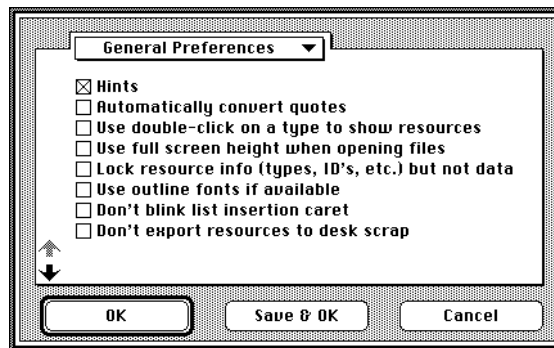 General Preferences
Hints
Automatically convert quotes
Use double-click on a type to show resources
Use full screen height when opening files
Lock resource info (types, ID's, etc.) but not data
Use outline fonts if available
Don't blink list insertion caret
Don't export resources to desk scrap
OK
Save & OK
Cancel